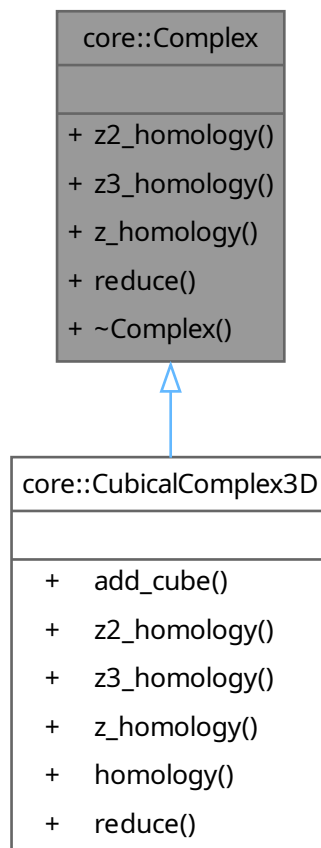 core::Complex
+ z2_homology()
+ z3_homology()
+ z_homology()
+ reduce()
+ ~Complex()
core::CubicalComplex3D
+ add_cube()
+ z2_homology()
+ z3_homology()
+ z_homology()
+ homology()
+ reduce()